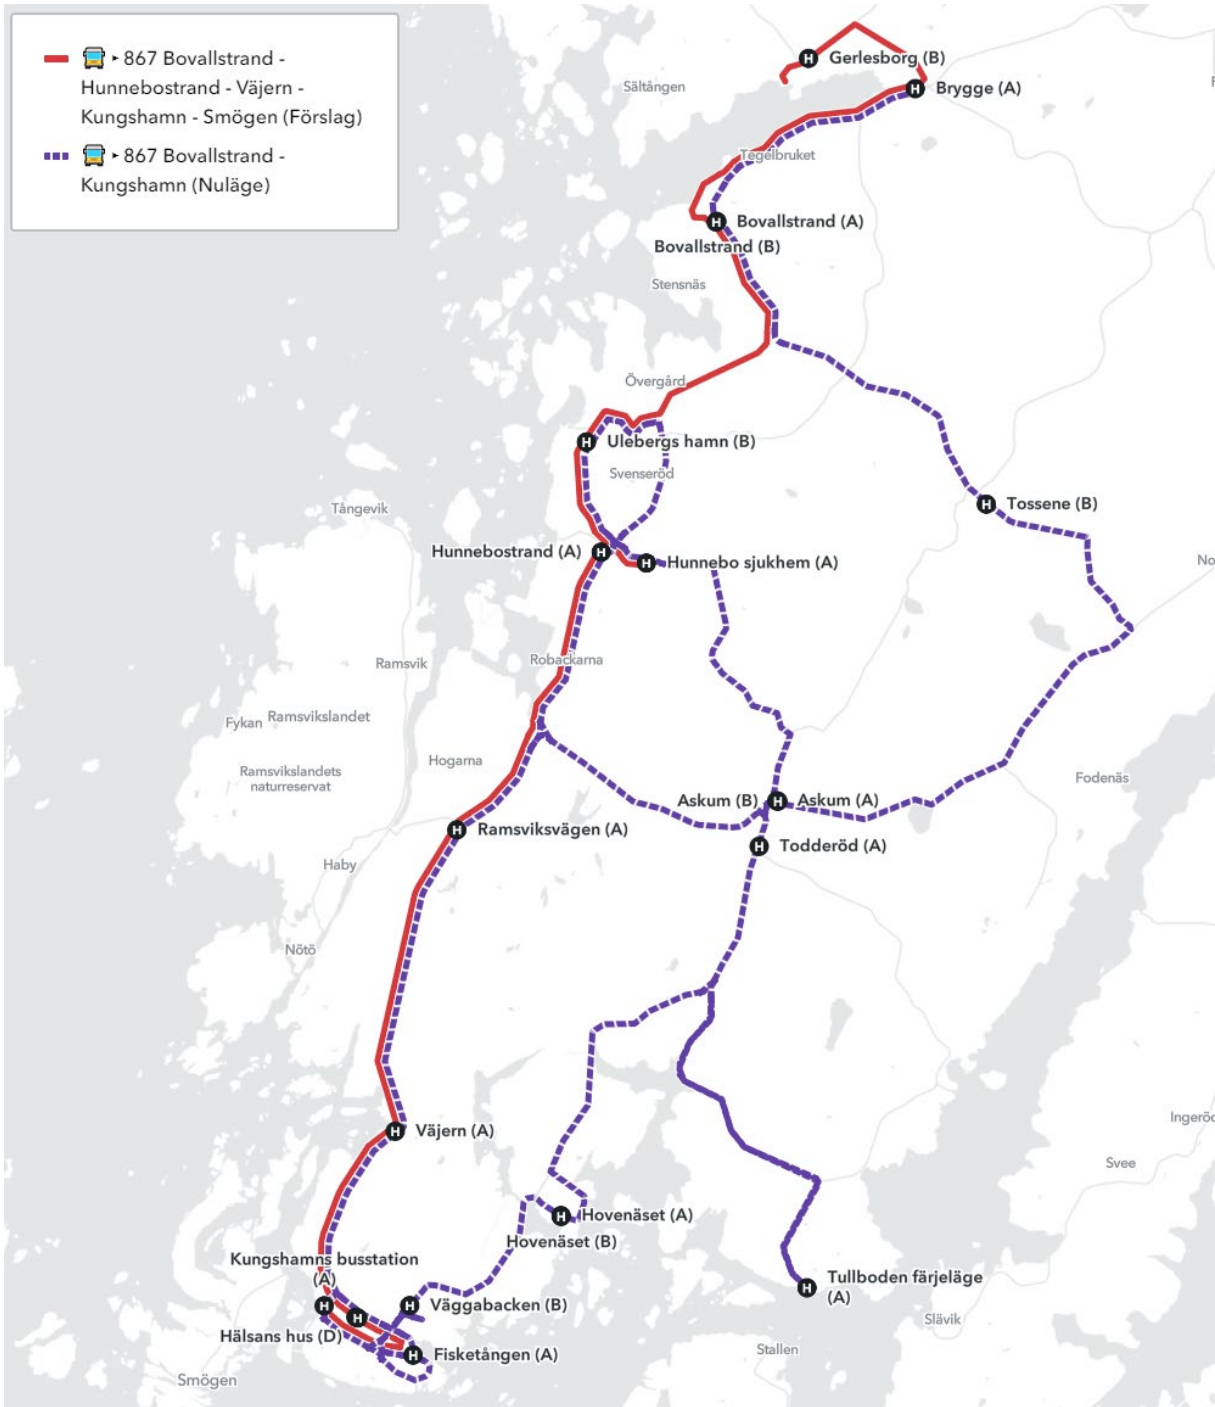 867 Bovallstrand -
Hunnebostrand - Väjern -
Kungshamn - Smögen (Förslag)
867 Bovallstrand -
Kungshamn (Nuläge)
H Gerlesborg (B)
Sältången
H Brygge (A)
Tegelbruket
H Bovallstrand (A)
Bovallstrand (B)
Stensnäs
Övergård
H Ulebergs hamn (B)
Svenseröd
Tångevik
H Tossene (B)
Hunnebostrand (A) H
H Hunnebo sjukhem (A)
No
Ramsvik
Robackarna
Fykan
Ramsvikslandet
Hogarna
Ramsvikslandets
naturreservat
Fodenäs
Askum (B) H Askum (A)
H Ramsviksvägen (A)
H Todderöd (A)
Haby
Nötö
Ingeröd
H Väjern (A)
Svee
H Hovenäset (A)
Hovenäset (B)
Kungshamns busstation
(A)
H Tullboden färjeläge
(A)
H
H
H Väggabacken (B)
Slävik
Hälsans hus (D)
H Fisketången (A)
Stallen
Smögen